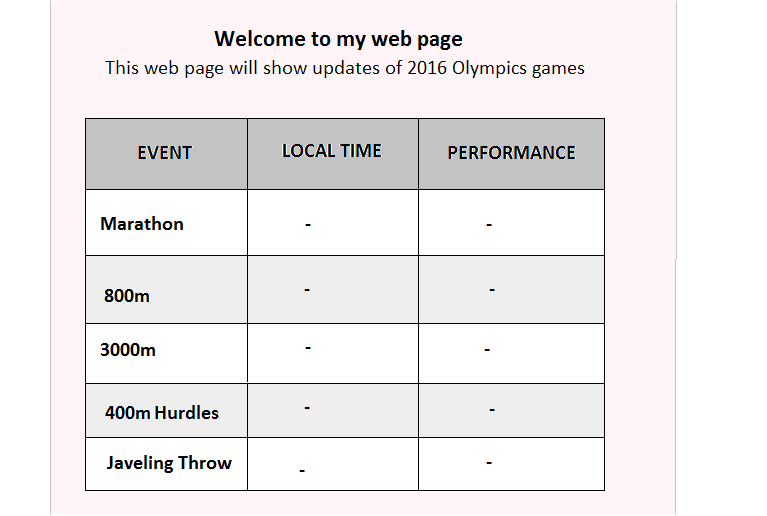 Welcome to my web page
This web page will show updates of 2016 Olympics games
EVENT LOCAL TIME PERFORMANCE
Marathon - -
800m - -
3000m - -
400m Hurdles - -
Javeling Throw - -